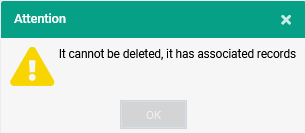 Attention
It cannot be deleted, it has associated records
OK